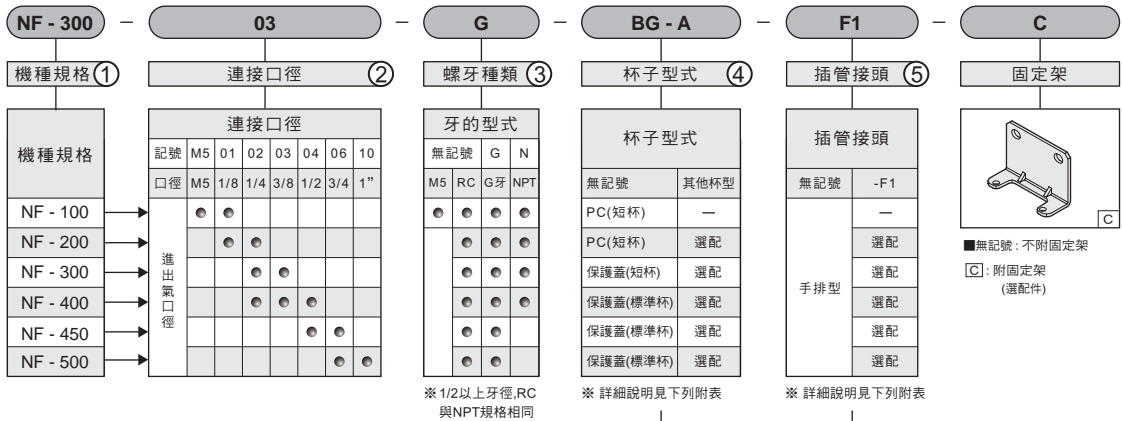 NF - 300 – 03 – G – BG - A – F1 – C
機種規格① 連接口徑② 螺牙種類③ 杯子型式④ 插管接頭⑤ 固定架
機種規格
NF - 100
NF - 200
NF - 300
NF - 400
NF - 450
NF - 500
連接口徑
記號 M5 01 02 03 04 06 10
口徑 M5 1/8 1/4 3/8 1/2 3/4 1”
進出氣口徑
牙的型式
無記號 G N
M5 RC G牙 NPT
※1/2以上牙徑,RC
與NPT規格相同
杯子型式
無記號 其他杯型
PC(短杯) —
PC(短杯) 選配
保護蓋(短杯) 選配
保護蓋(標準杯) 選配
保護蓋(標準杯) 選配
保護蓋(標準杯) 選配
※ 詳細說明見下列附表
插管接頭
無記號 -F1
手排型
—
選配
選配
選配
選配
選配
※ 詳細說明見下列附表
C
■無記號 : 不附固定架
C : 附固定架
(選配件)